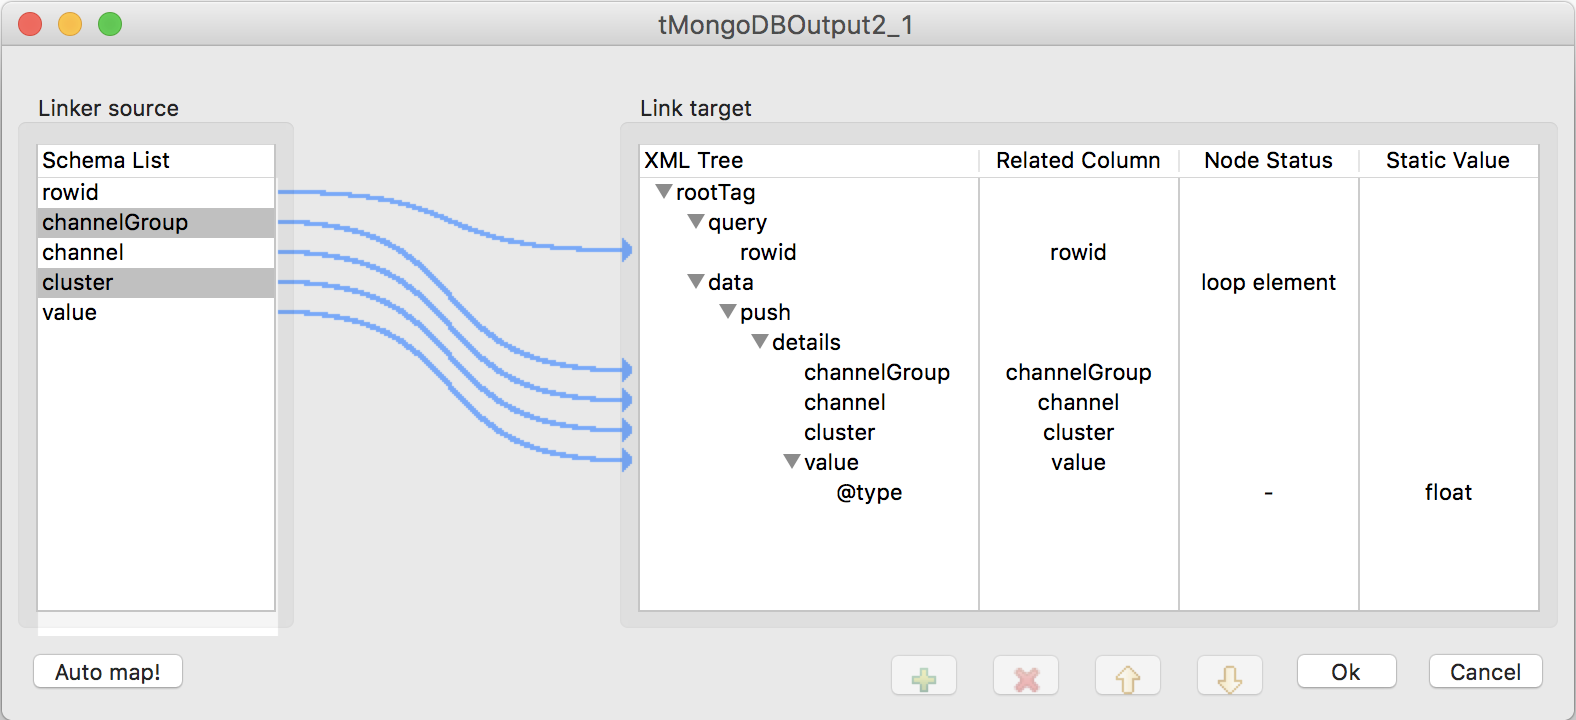 tMongoDBOutput2_1
Linker source
Schema List
rowid
channelGroup
channel
cluster
value
Link target
XML Tree Related Column Node Status Static Value
rootTag
query
rowid rowid
data loop element
push
details
channelGroup channelGroup
channel channel
cluster cluster
value value
@type - float
Auto map! Ok Cancel